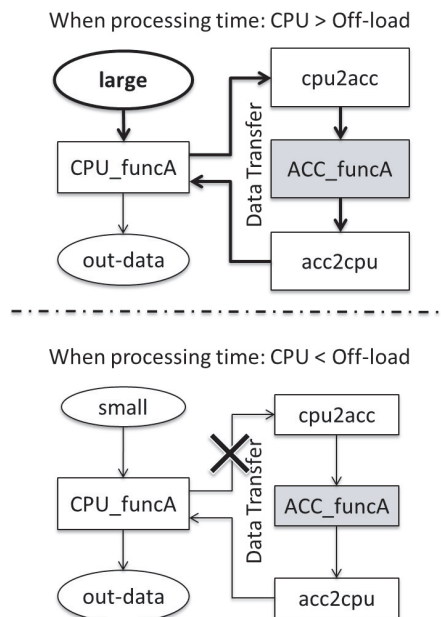 When processing time: CPU > Off-load
large
cpu2acc
CPU_funcA
Data Transfer
ACC_funcA
out-data
acc2cpu
When processing time: CPU < Off-load
small
cpu2acc
CPU_funcA
Data Transfer
ACC_funcA
out-data
acc2cpu